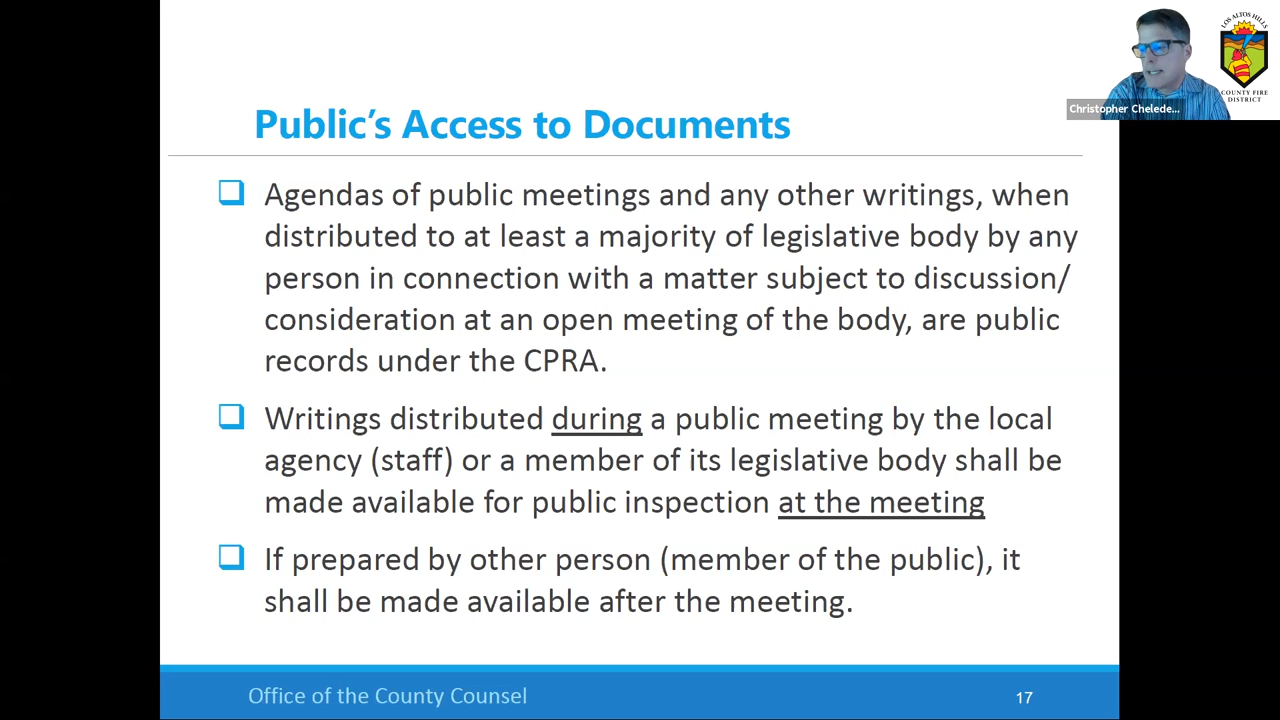 LOS ALTOS HILLS
COUNTY FIRE
DISTRICT
Christopher Chelede...
Public's Access to Documents
Agendas of public meetings and any other writings, when
distributed to at least a majority of legislative body by any
person in connection with a matter subject to discussion/
consideration at an open meeting of the body, are public
records under the CPRA.
Writings distributed during a public meeting by the local
agency (staff) or a member of its legislative body shall be
made available for public inspection at the meeting
If prepared by other person (member of the public), it
shall be made available after the meeting.
Office of the County Counsel
17